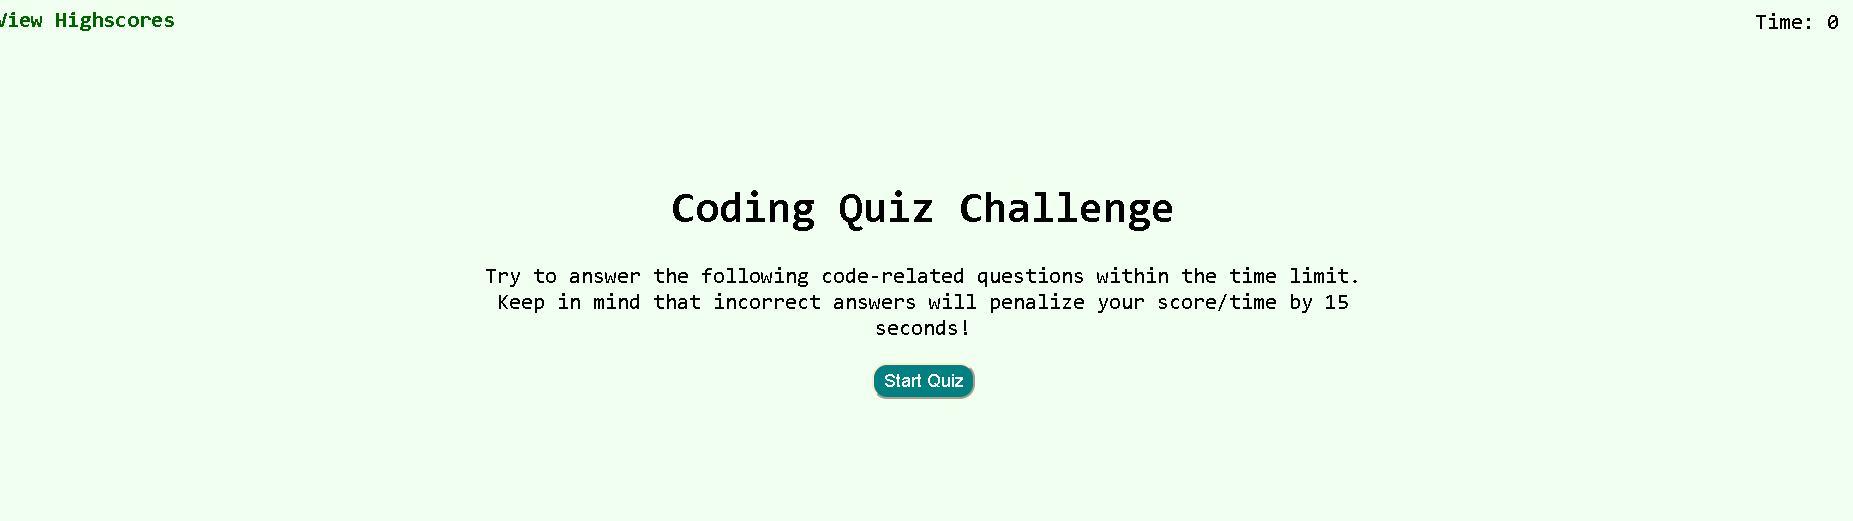 View Highscores
Time: 0
Coding Quiz Challenge
Try to answer the following code-related questions within the time limit.
Keep in mind that incorrect answers will penalize your score/time by 15
seconds!
Start Quiz